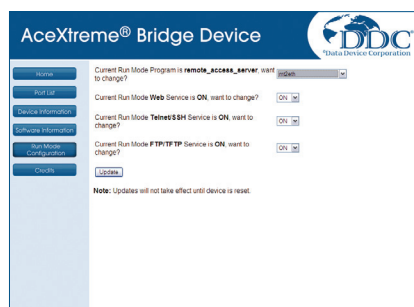 AceXtreme® Bridge Device
DDC®
Data Device Corporation
Home
Port List
Device Information
Software Information
Run Mode
Configuration
Credits
Current Run Mode Program is remote_access_server, want
to change?
Current Run Mode Web Service is ON, want to change?
ON
Current Run Mode Telnet/SSH Service is ON, want to
change?
ON
Current Run Mode FTP/TFTP Service is ON, want to
change?
ON
Update
Note: Updates will not take effect until device is reset.